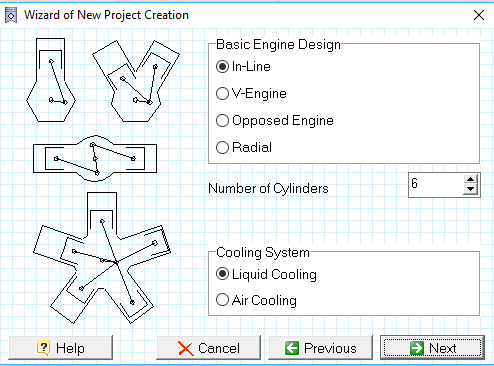 Wizard of New Project Creation
Basic Engine Design
In-Line
V-Engine
Opposed Engine
Radial
Number of Cylinders 6
Cooling System
Liquid Cooling
Air Cooling
Help Cancel Previous Next